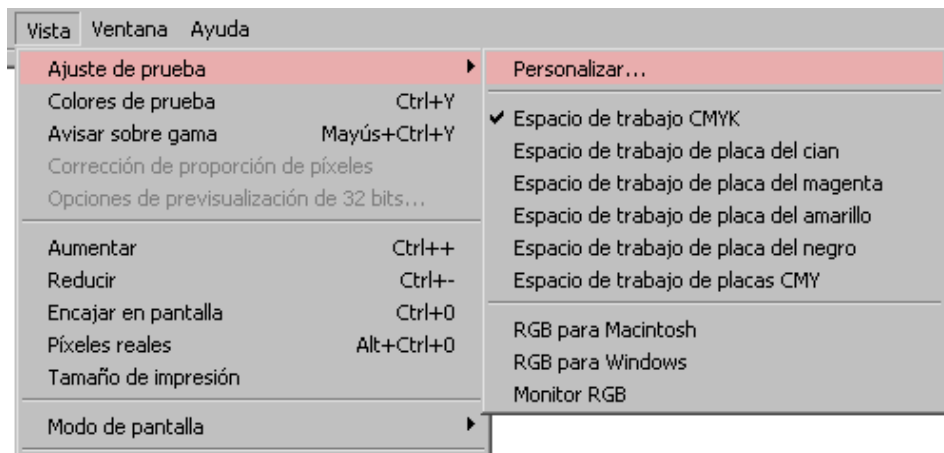 Vista Ventana Ayuda
Ajuste de prueba
Colores de prueba Ctrl+Y
Avisar sobre gama Mayús+Ctrl+Y
Corrección de proporción de píxeles
Opciones de previsualización de 32 bits...
Aumentar Ctrl++
Reducir Ctrl+-
Encajar en pantalla Ctrl+0
Píxeles reales Alt+Ctrl+0
Tamaño de impresión
Modo de pantalla
Personalizar...
Espacio de trabajo CMYK
Espacio de trabajo de placa del cian
Espacio de trabajo de placa del magenta
Espacio de trabajo de placa del amarillo
Espacio de trabajo de placa del negro
Espacio de trabajo de placas CMY
RGB para Macintosh
RGB para Windows
Monitor RGB